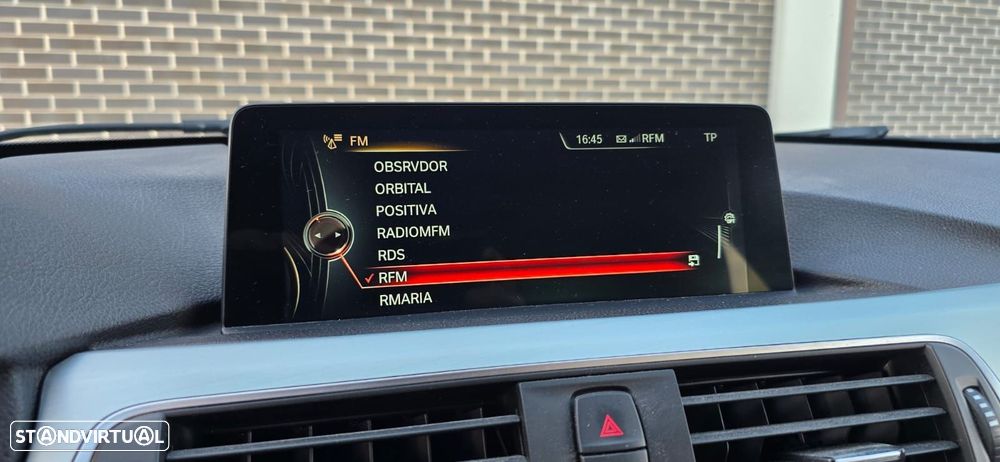 FM 16:45 RFM TP
OBSRVDOR
ORBITAL
POSITIVA
RADIOMFM
RDS
RFM
RMARIA
STANDVIRTUAL